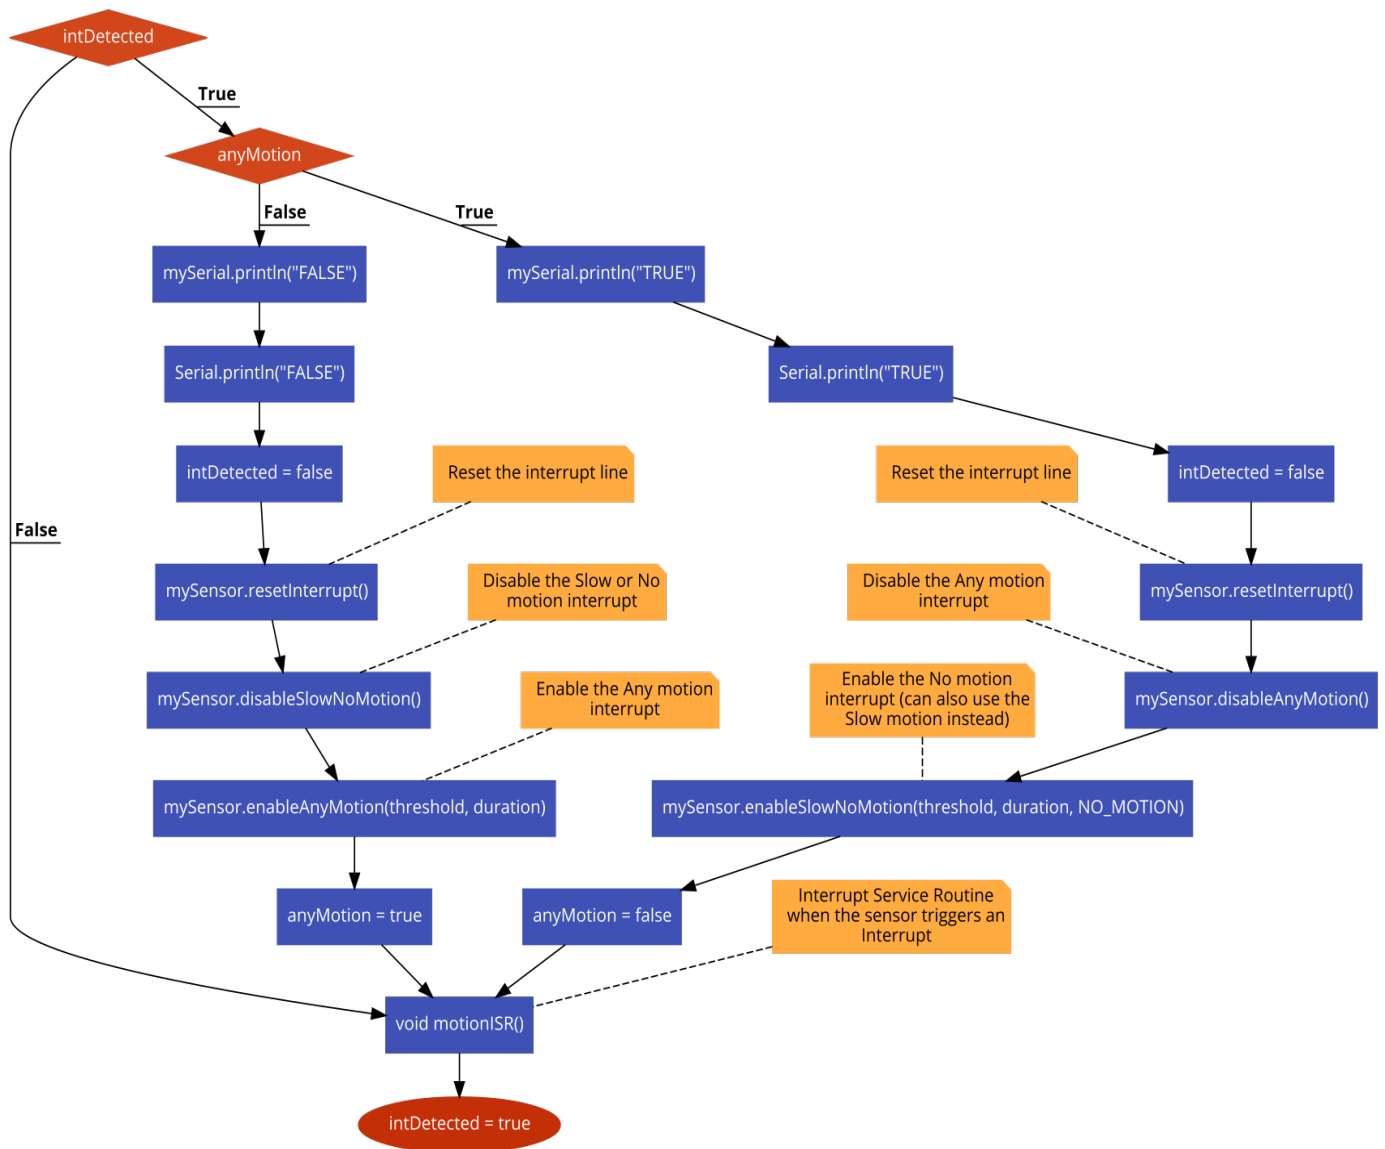 intDetected
True
anyMotion
False
True
mySerial.println("FALSE")
mySerial.println("TRUE")
Serial.println("FALSE")
Serial.println("TRUE")
intDetected = false
Reset the interrupt line
Reset the interrupt line
intDetected = false
False
mySensor.resetInterrupt()
Disable the Slow or No
motion interrupt
Disable the Any motion
interrupt
mySensor.resetInterrupt()
mySensor.disableSlowNoMotion()
Enable the Any motion
interrupt
Enable the No motion
interrupt (can also use the
Slow motion instead)
mySensor.disableAnyMotion()
mySensor.enableAnyMotion(threshold, duration)
mySensor.enableSlowNoMotion(threshold, duration, NO_MOTION)
anyMotion = true
anyMotion = false
Interrupt Service Routine
when the sensor triggers an
Interrupt
void motionISR()
intDetected = true